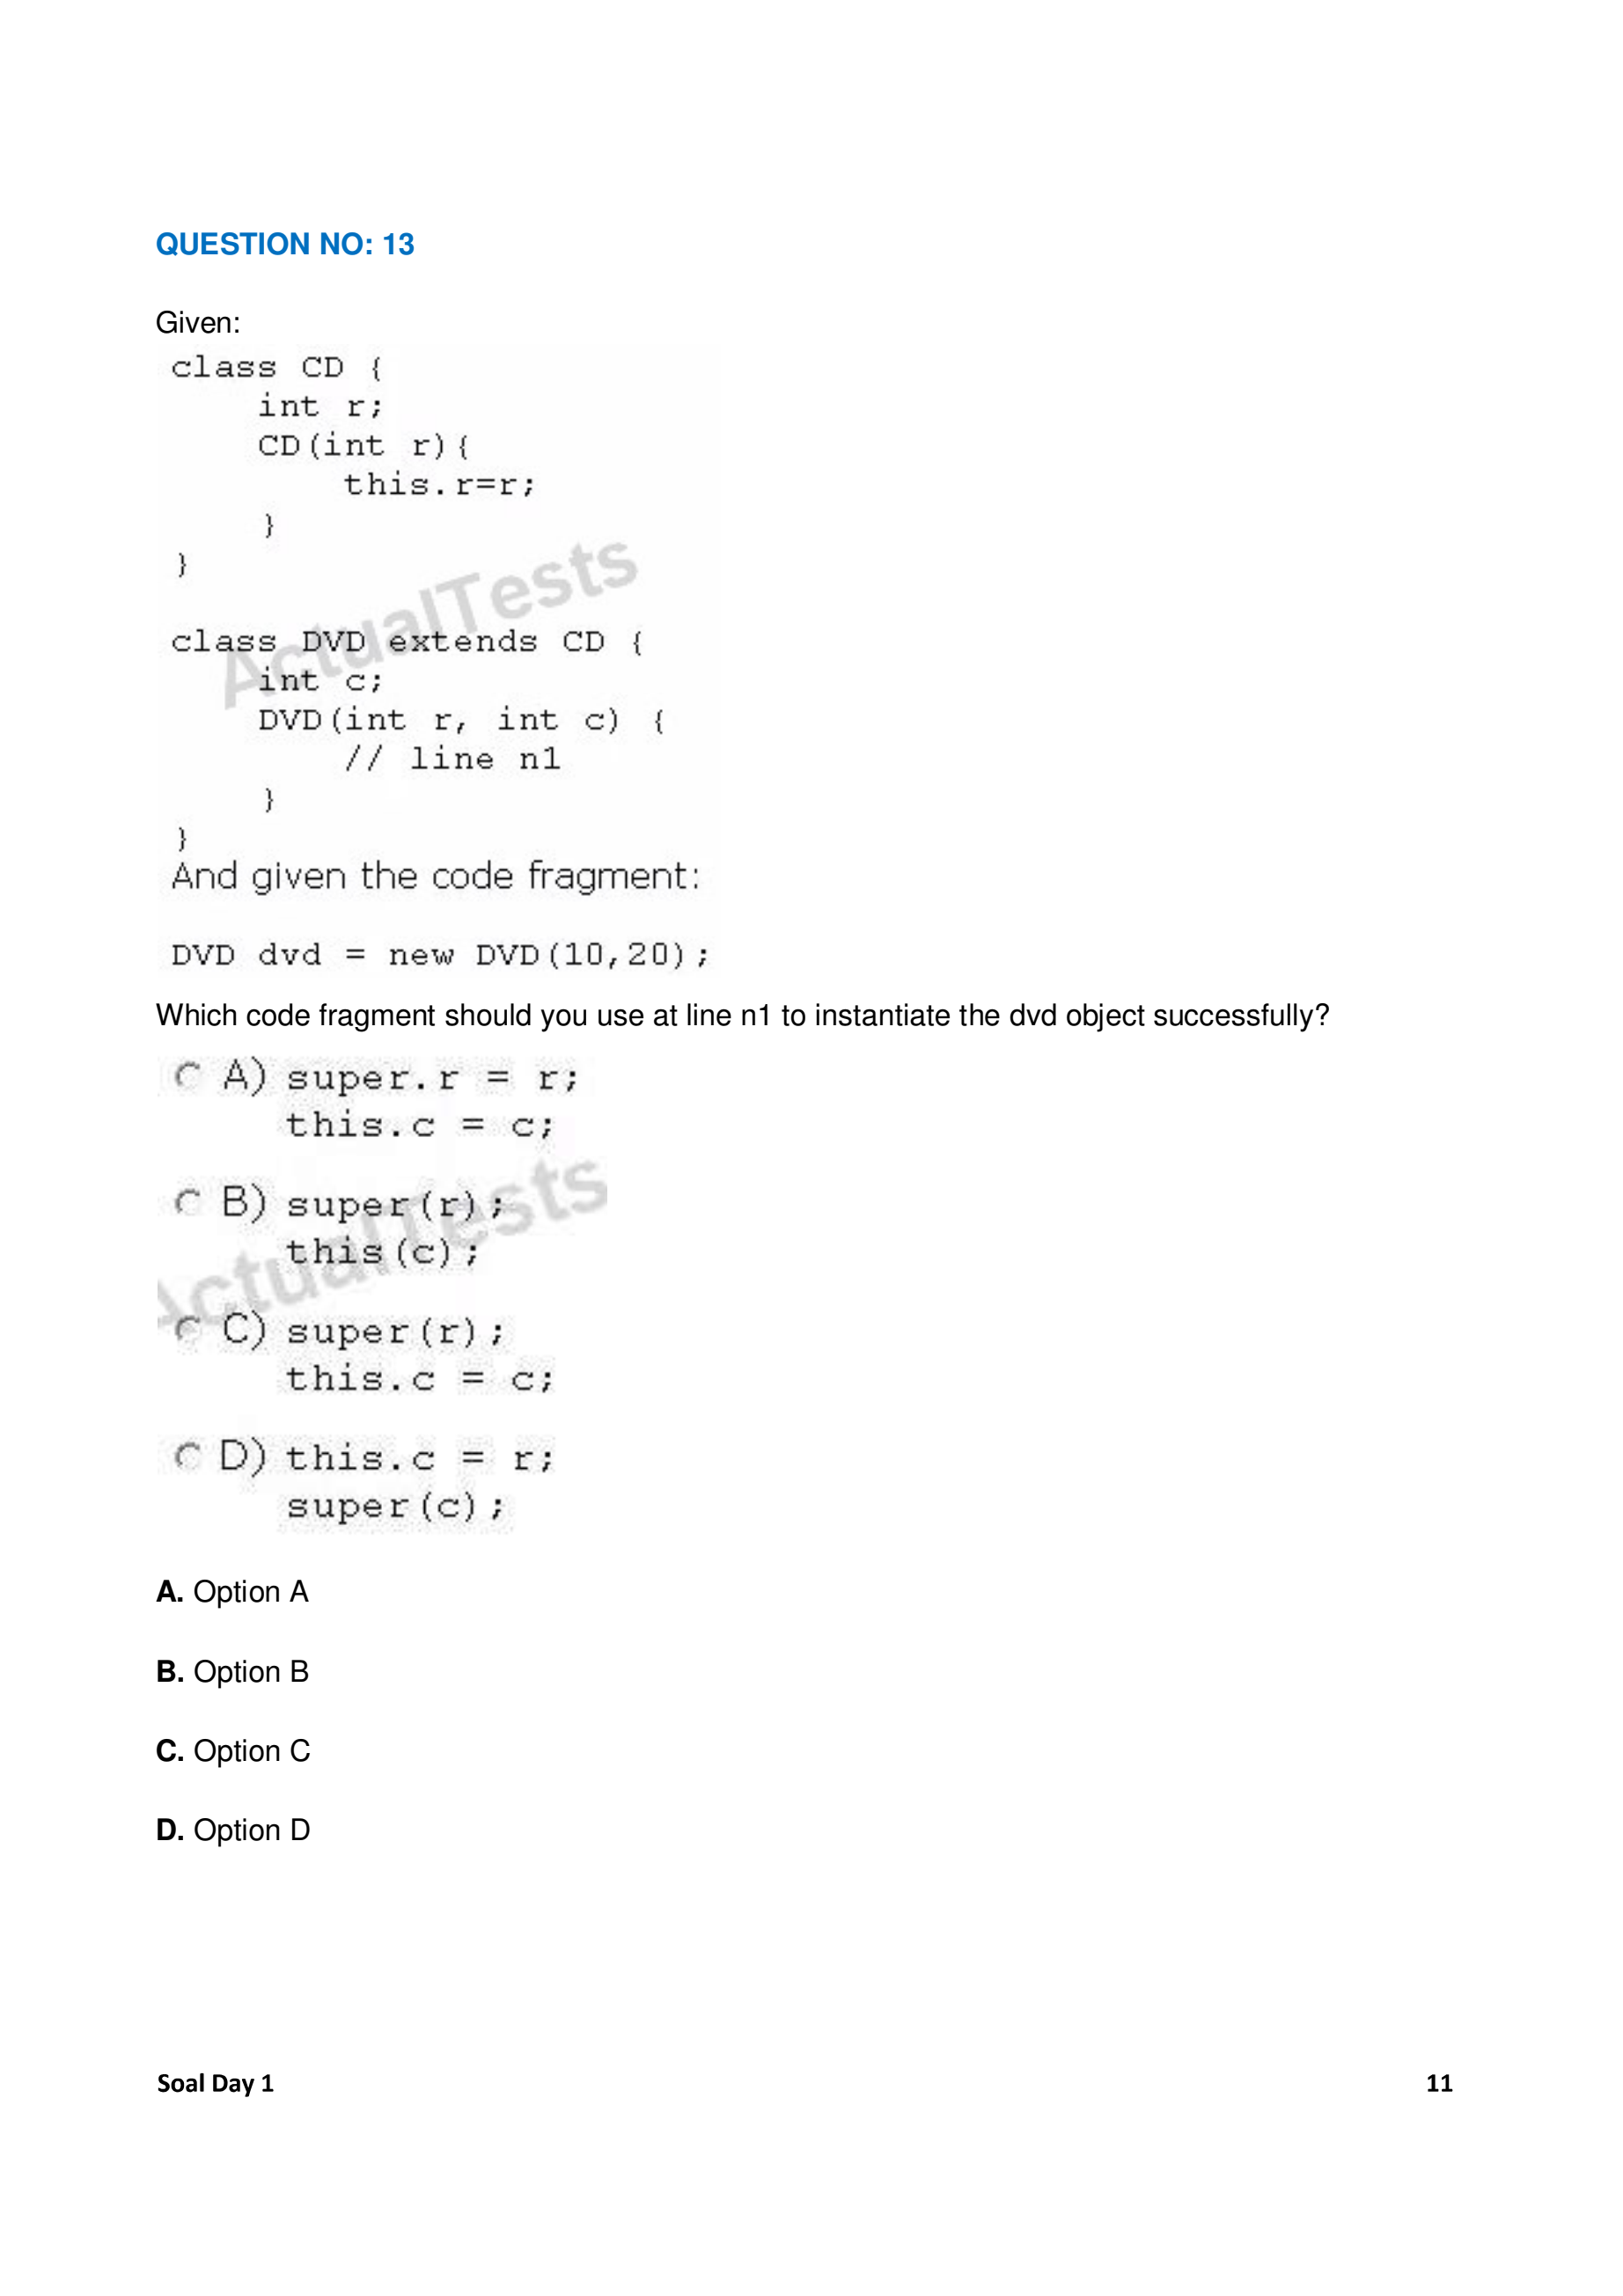 QUESTION NO: 13
Given:
class CD {
int r;
CD(int r){
this.r=r;
}
}
ActualTests
class DVD extends CD {
int c;
DVD(int r, int c) {
// line n1
}
}
And given the code fragment:
DVD dvd = new DVD(10,20);
Which code fragment should you use at line n1 to instantiate the dvd object successfully?
A) super.r = r;
this.c = c;
B) super(r);
this(c);
ActualTests
C) super(r);
this.c = c;
D) this.c = r;
super(c);
A. Option A
B. Option B
C. Option C
D. Option D
Soal Day 1 11